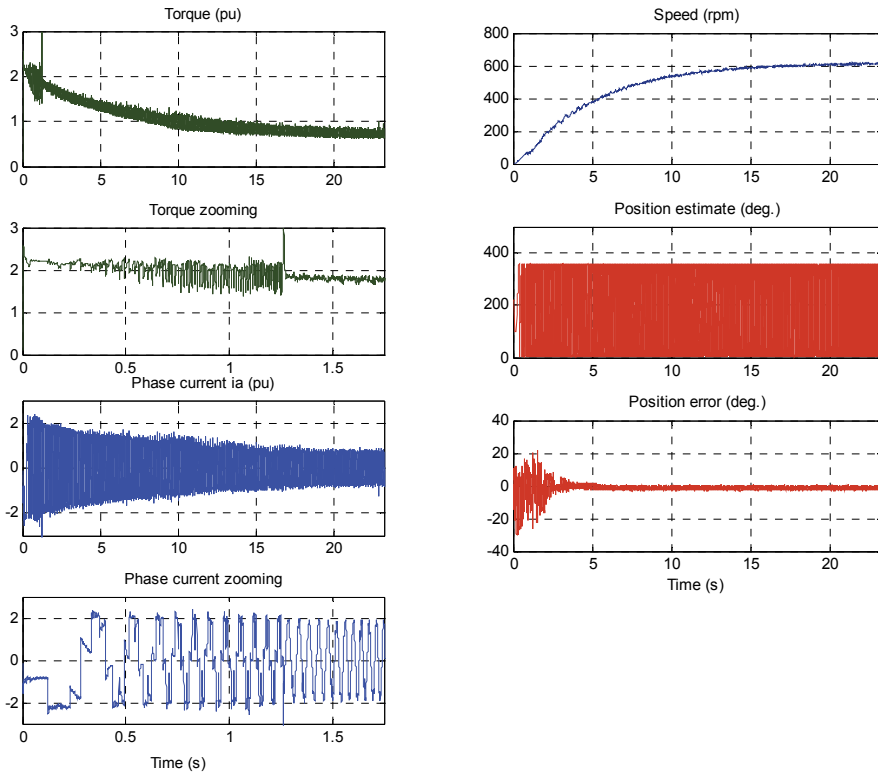 Torque (pu)
3
2
1
0
0 5 10 15 20
Torque zooming
3
2
1
0
0 0.5 1 1.5
Phase current ia (pu)
2
0
-2
0 5 10 15 20
Phase current zooming
2
0
-2
0 0.5 1 1.5
Time (s)
Speed (rpm)
800
600
400
200
0
0 5 10 15 20
Position estimate (deg.)
400
200
0
0 5 10 15 20
Position error (deg.)
40
20
0
-20
-40
0 5 10 15 20
Time (s)